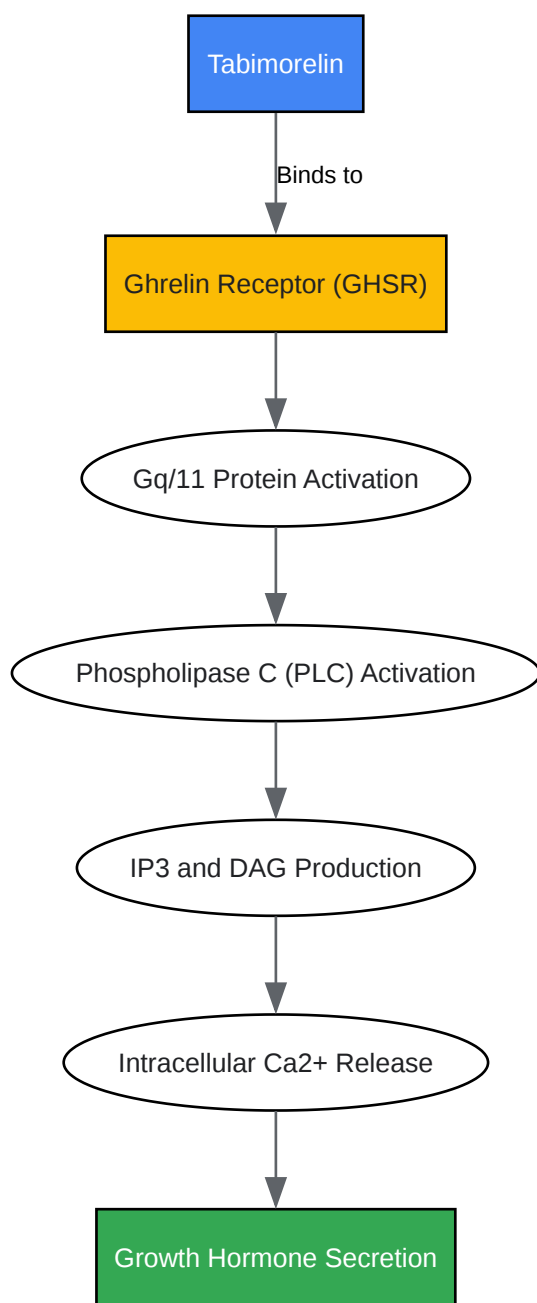 Tabimorelin
Binds to
Ghrelin Receptor (GHSR)
Gq/11 Protein Activation
Phospholipase C (PLC) Activation
IP3 and DAG Production
Intracellular Ca2+ Release
Growth Hormone Secretion